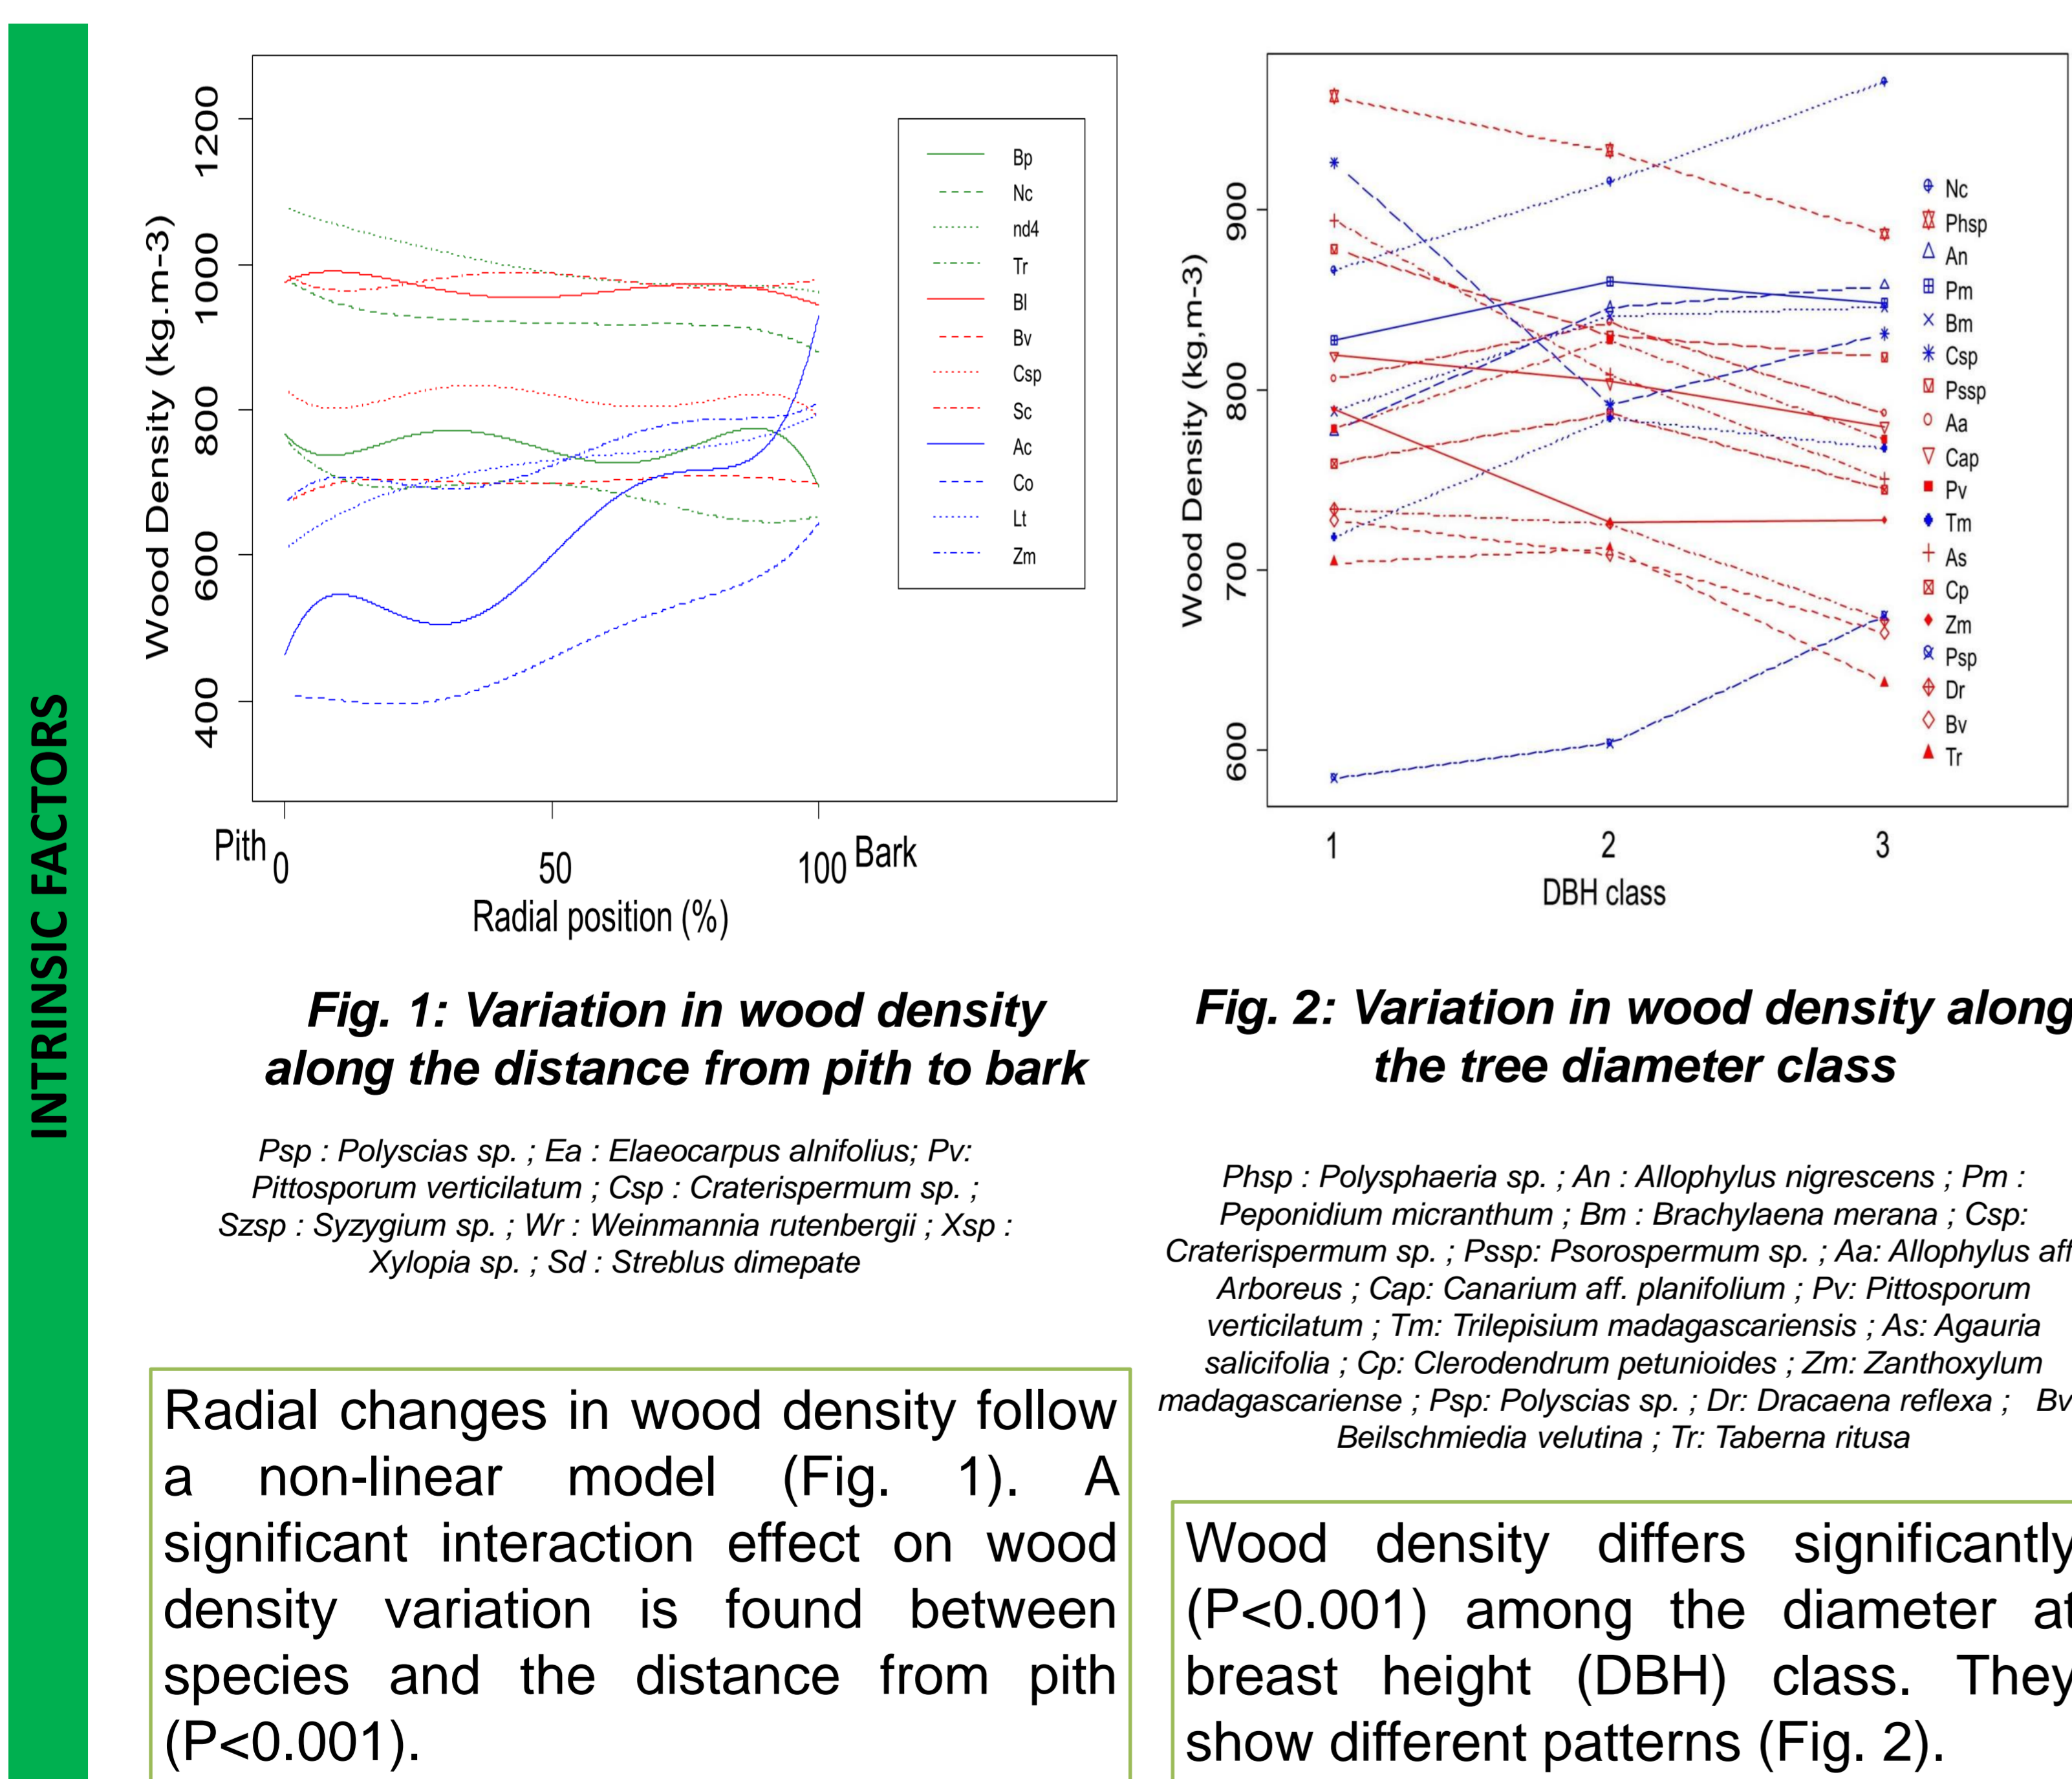 INTRINSIC FACTORS
Wood Density (kg.m-3)
1200
1000
800
600
400
Bp
Nc
nd4
Tr
Bl
Bv
Csp
Sc
Ac
Co
Lt
Zm
Pith 0 50 100 Bark
Radial position (%)
Fig. 1: Variation in wood density
along the distance from pith to bark
Psp : Polyscias sp. ; Ea : Elaeocarpus alnifolius; Pv:
Pittosporum verticilatum ; Csp : Craterispermum sp. ;
Szsp : Syzygium sp. ; Wr : Weinmannia rutenbergii ; Xsp :
Xylopia sp. ; Sd : Streblus dimepate
Radial changes in wood density follow
a non-linear model (Fig. 1). A
significant interaction effect on wood
density variation is found between
species and the distance from pith
(P<0.001).
Wood Density (kg,m-3)
900
800
700
600
Nc
Phsp
An
Pm
Bm
Csp
Pssp
Aa
Cap
Pv
Tm
As
Cp
Zm
Psp
Dr
Bv
Tr
1 2 3
DBH class
Fig. 2: Variation in wood density along
the tree diameter class
Phsp : Polysphaeria sp. ; An : Allophylus nigrescens ; Pm :
Peponidium micranthum ; Bm : Brachylaena merana ; Csp:
Craterispermum sp. ; Pssp: Psorospermum sp. ; Aa: Allophylus aff
Arboreus ; Cap: Canarium aff. planifolium ; Pv: Pittosporum
verticilatum ; Tm: Trilepisium madagascariensis ; As: Agauria
salicifolia ; Cp: Clerodendrum petunioides ; Zm: Zanthoxylum
madagascariense ; Psp: Polyscias sp. ; Dr: Dracaena reflexa ; Bv
Beilschmiedia velutina ; Tr: Taberna ritusa
Wood density differs significantly
(P<0.001) among the diameter at
breast height (DBH) class. They
show different patterns (Fig. 2).